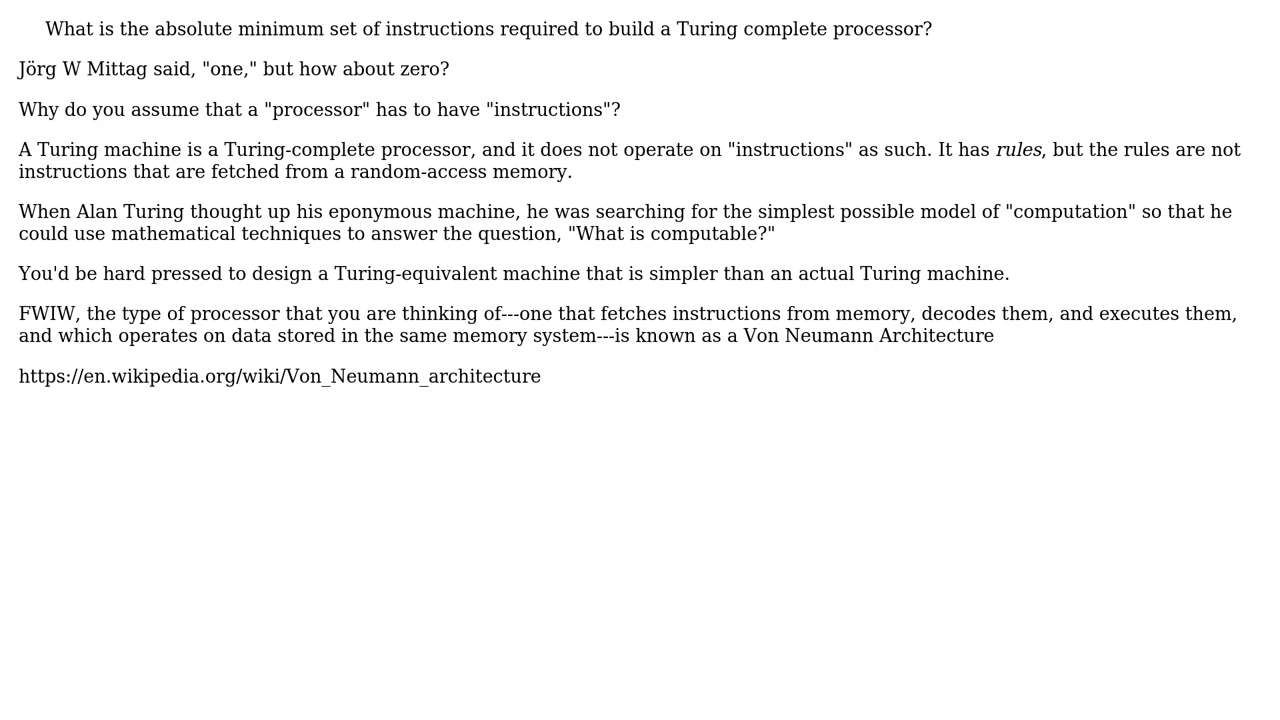 What is the absolute minimum set of instructions required to build a Turing complete processor?
Jörg W Mittag said, "one," but how about zero?
Why do you assume that a "processor" has to have "instructions"?
A Turing machine is a Turing-complete processor, and it does not operate on "instructions" as such. It has rules, but the rules are not
instructions that are fetched from a random-access memory.
When Alan Turing thought up his eponymous machine, he was searching for the simplest possible model of "computation" so that he
could use mathematical techniques to answer the question, "What is computable?"
You'd be hard pressed to design a Turing-equivalent machine that is simpler than an actual Turing machine.
FWIW, the type of processor that you are thinking of---one that fetches instructions from memory, decodes them, and executes them,
and which operates on data stored in the same memory system---is known as a Von Neumann Architecture
https://en.wikipedia.org/wiki/Von_Neumann_architecture